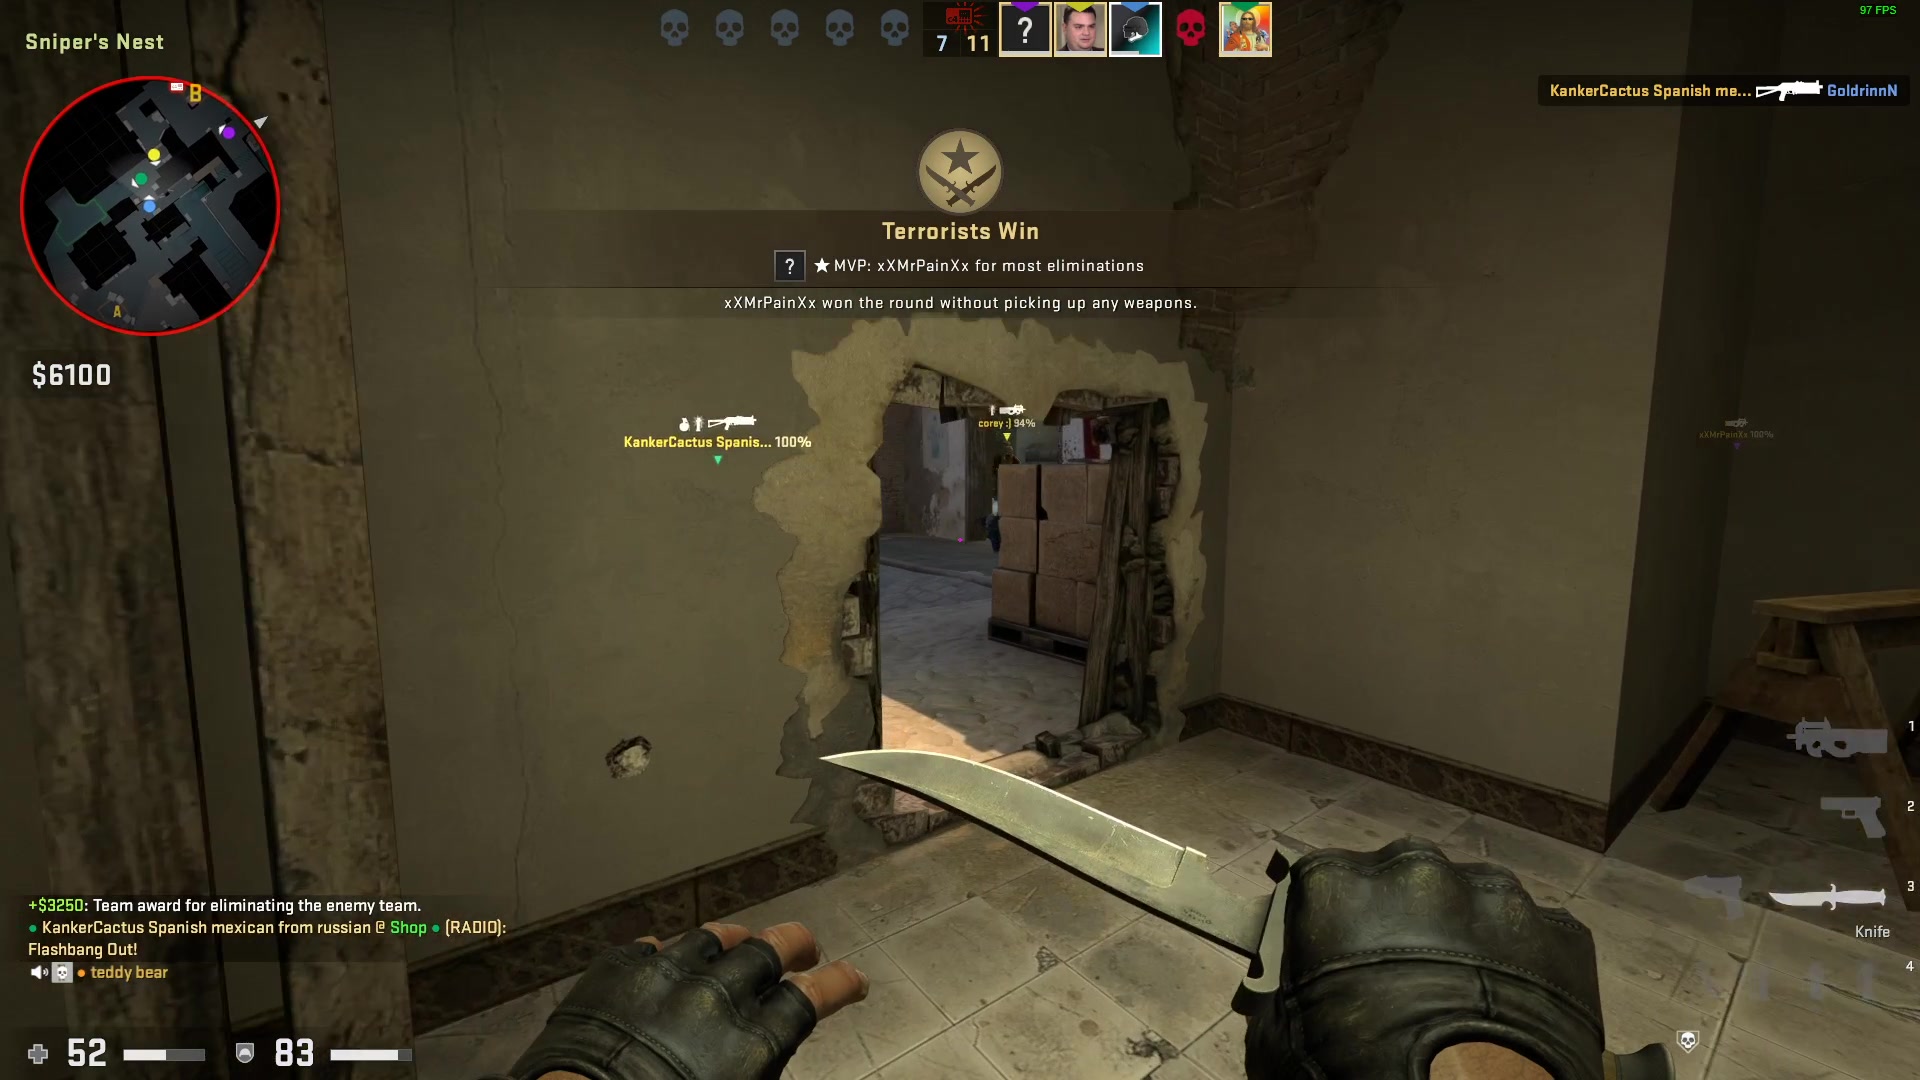 97 FPS
Sniper's Nest
7 11
?
B
KankerCactus Spanish me... GoldrinnN
Terrorists Win
? MVP: xXMrPainXx for most eliminations
xXMrPainXx won the round without picking up any weapons.
A
$6100
coray :) 94%
KankerCactus Spanis... 100%
xXMrPainXx 100%
1
2
3
Knife
4
+$3250: Team award for eliminating the enemy team.
KankerCactus Spanish mexican from russian @ Shop (RADIO):
Flashbang Out!
teddy bear
52 83